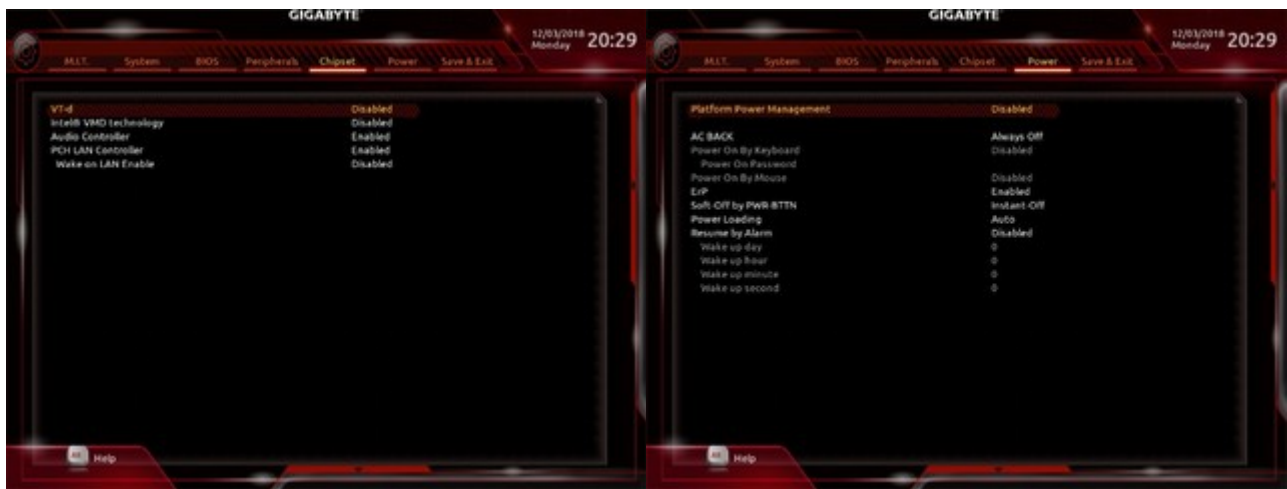 GIGABYTE
12/03/2018
Monday 20:29
M.I.T. System BIOS Peripherals Chipset Power Save & Exit
VT-d Disabled
Intel® VMD technology Disabled
Audio Controller Enabled
PCH LAN Controller Enabled
Wake on LAN Enable Disabled
Help
GIGABYTE
12/03/2018
Monday 20:29
M.I.T. System BIOS Peripherals Chipset Power Save & Exit
Platform Power Management Disabled
AC BACK Always Off
Power On By Keyboard Disabled
Power On Password
Power On By Mouse Disabled
ErP Enabled
Soft-Off by PWR-BTTN Instant-Off
Power Loading Auto
Resume by Alarm Disabled
Wake up day 0
Wake up hour 0
Wake up minute 0
Wake up second 0
Help